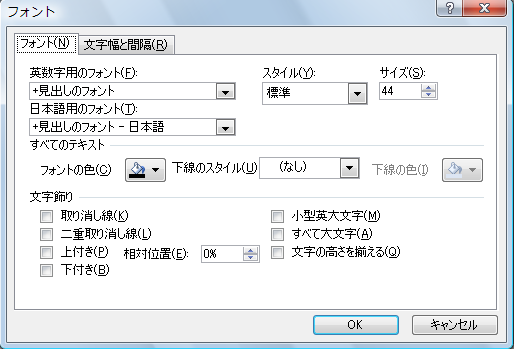 フォント
フォント(N)
文字幅と間隔(R)
英数字用のフォント(F):
スタイル(Y):
サイズ(S):
+見出しのフォント
標準
44
日本語用のフォント(T):
+見出しのフォント - 日本語
すべてのテキスト
フォントの色(C)
下線のスタイル(U)
(なし)
下線の色(I)
文字飾り
取り消し線(K)
小型英大文字(M)
二重取り消し線(L)
すべて大文字(A)
上付き(P)
相対位置(E):
0%
文字の高さを揃える(Q)
下付き(B)
OK
キャンセル